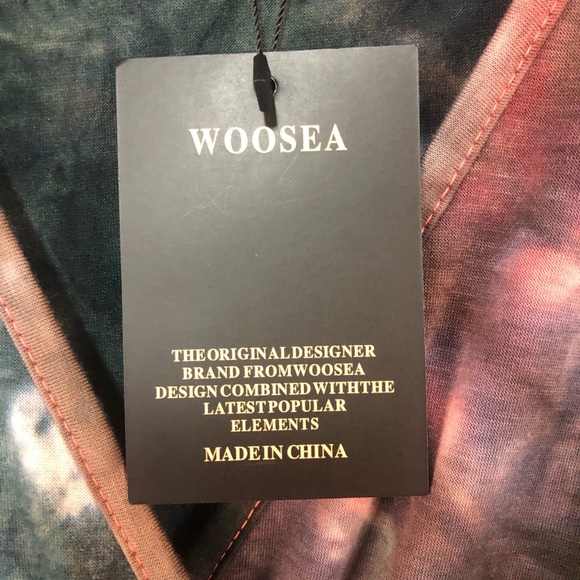 WOOSEA
THE ORIGINAL DESIGNER
BRAND FROMWOOSEA
DESIGN COMBINED WITH THE
LATEST POPULAR
ELEMENTS
MADE IN CHINA